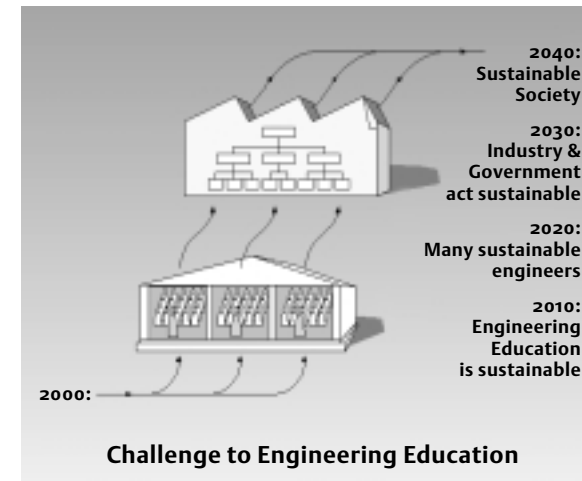 2040:
Sustainable
Society
2030:
Industry &
Government
act sustainable
2020:
Many sustainable
engineers
2010:
Engineering
Education
is sustainable
2000:
Challenge to Engineering Education